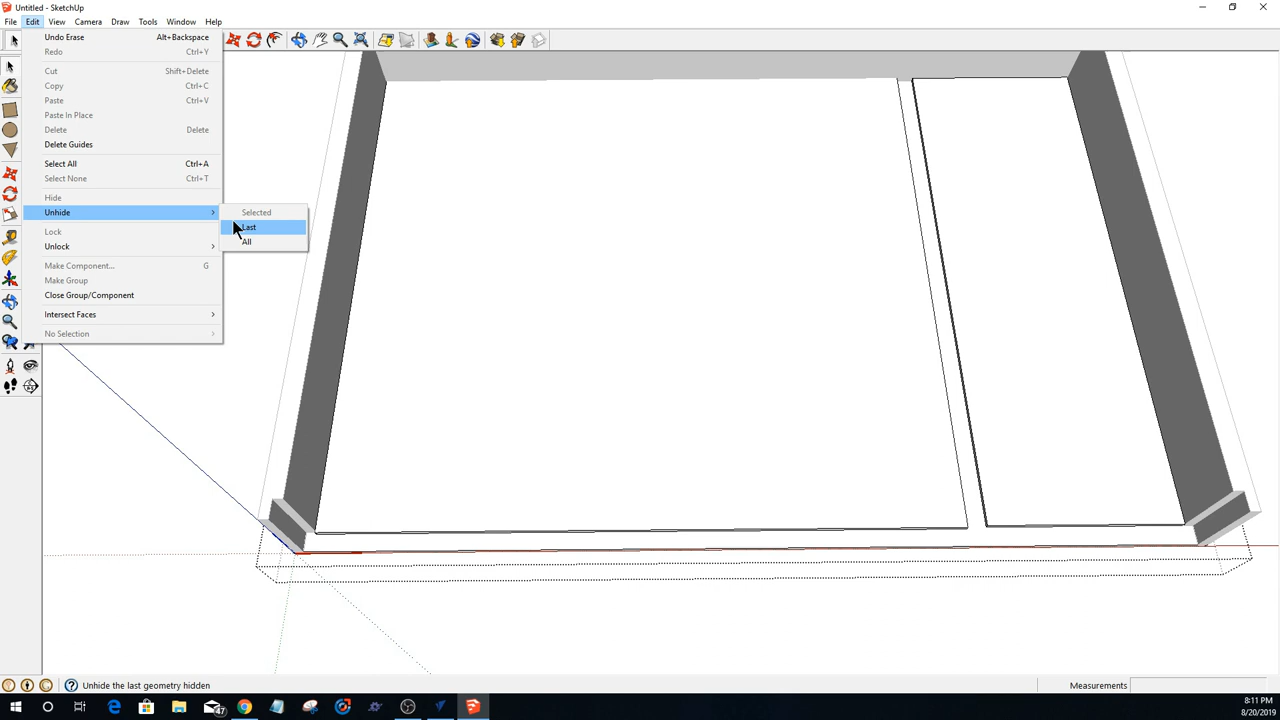 Untitled - SketchUp
File Edit View Camera Draw Tools Window Help
Undo Erase Alt+Backspace
Redo Ctrl+Y
Cut Shift+Delete
Copy Ctrl+C
Paste Ctrl+V
Paste In Place
Delete Delete
Delete Guides
Select All Ctrl+A
Select None Ctrl+T
Hide
Unhide
Selected
Last
All
Lock
Unlock
Make Component... G
Make Group
Close Group/Component
Intersect Faces
No Selection
Unhide the last geometry hidden
Measurements
47
8:11 PM
8/20/2019